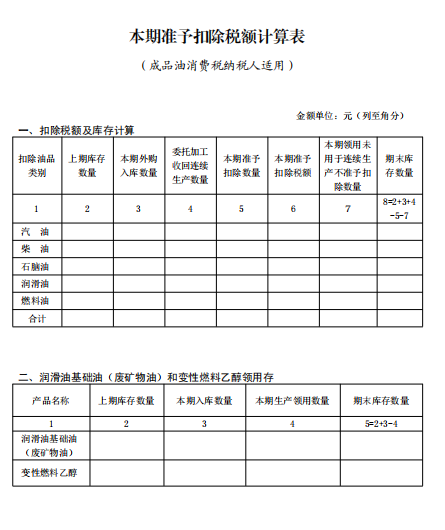 本期准予扣除税额计算表
（成品油消费税纳税人适用）
金额单位：元（列至角分）
一、扣除税额及库存计算
扣除油品类别 上期库存数量 本期外购入库数量 委托加工收回连续生产数量 本期准予扣除数量 本期准予扣除税额 本期领用未用于连续生产不准予扣除数量 期末库存数量
1 2 3 4 5 6 7 8=2+3+4-5-7
汽 油
柴 油
石脑油
润滑油
燃料油
合计
二、润滑油基础油（废矿物油）和变性燃料乙醇领用存
产品名称 上期库存数量 本期入库数量 本期生产领用数量 期末库存数量
1 2 3 4 5=2+3-4
润滑油基础油
（废矿物油）
变性燃料乙醇